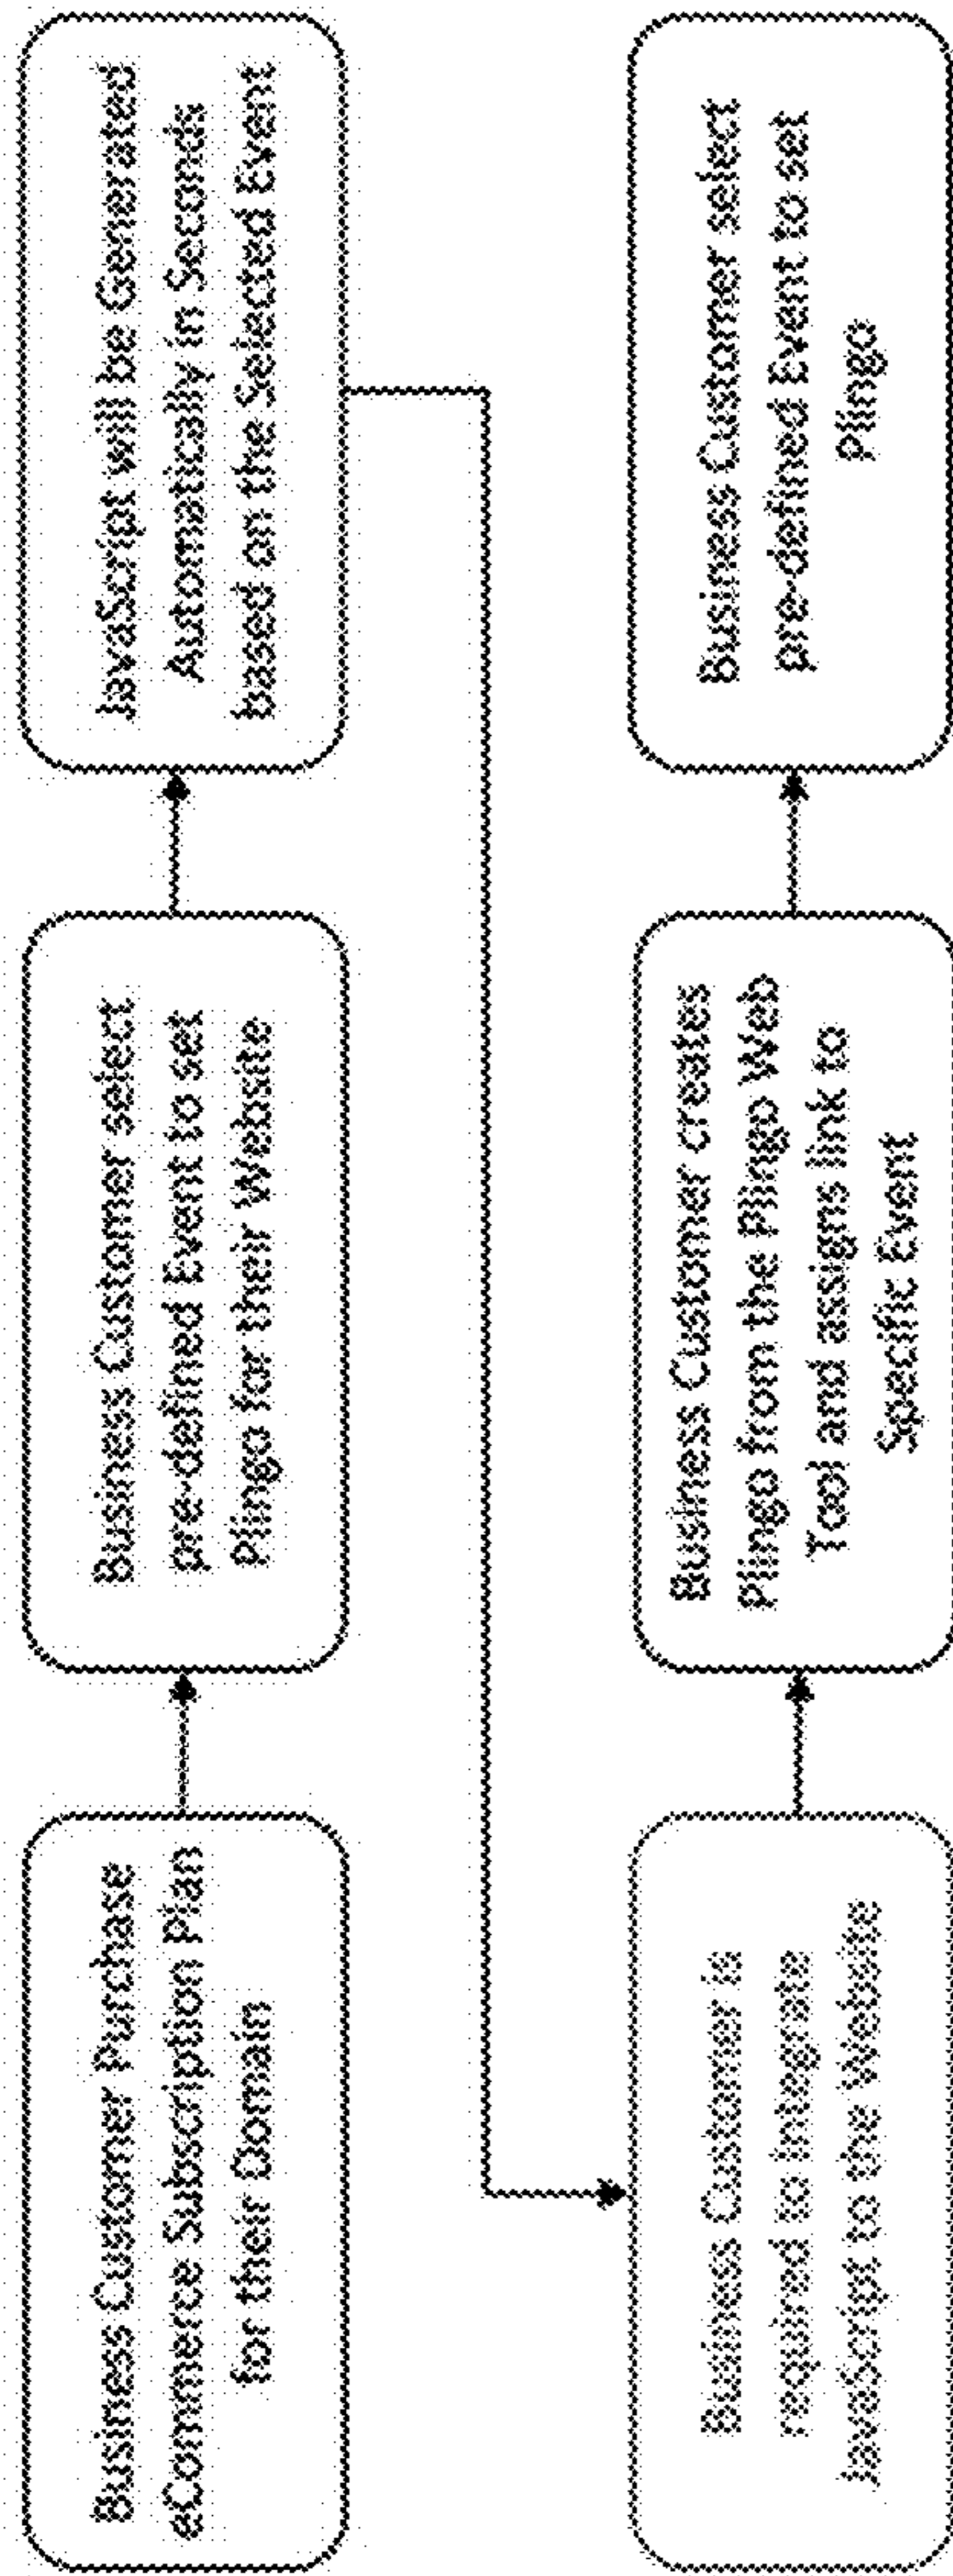 Business Customer Purchase
eCommerce Subscription Plan
for their Domain
Business Customer select
pre-defined Event to set
Plingo for their Website
JavaScript will be Generated
Automatically in Seconds
based on the Selected Event
Business Customer is
required to Integrate
JavaScript to the Website
Business Customer creates
Plingo from the Plingo Web
Tool and assigns link to
Specific Event
Business Customer select
pre-defined Event to set
Plingo